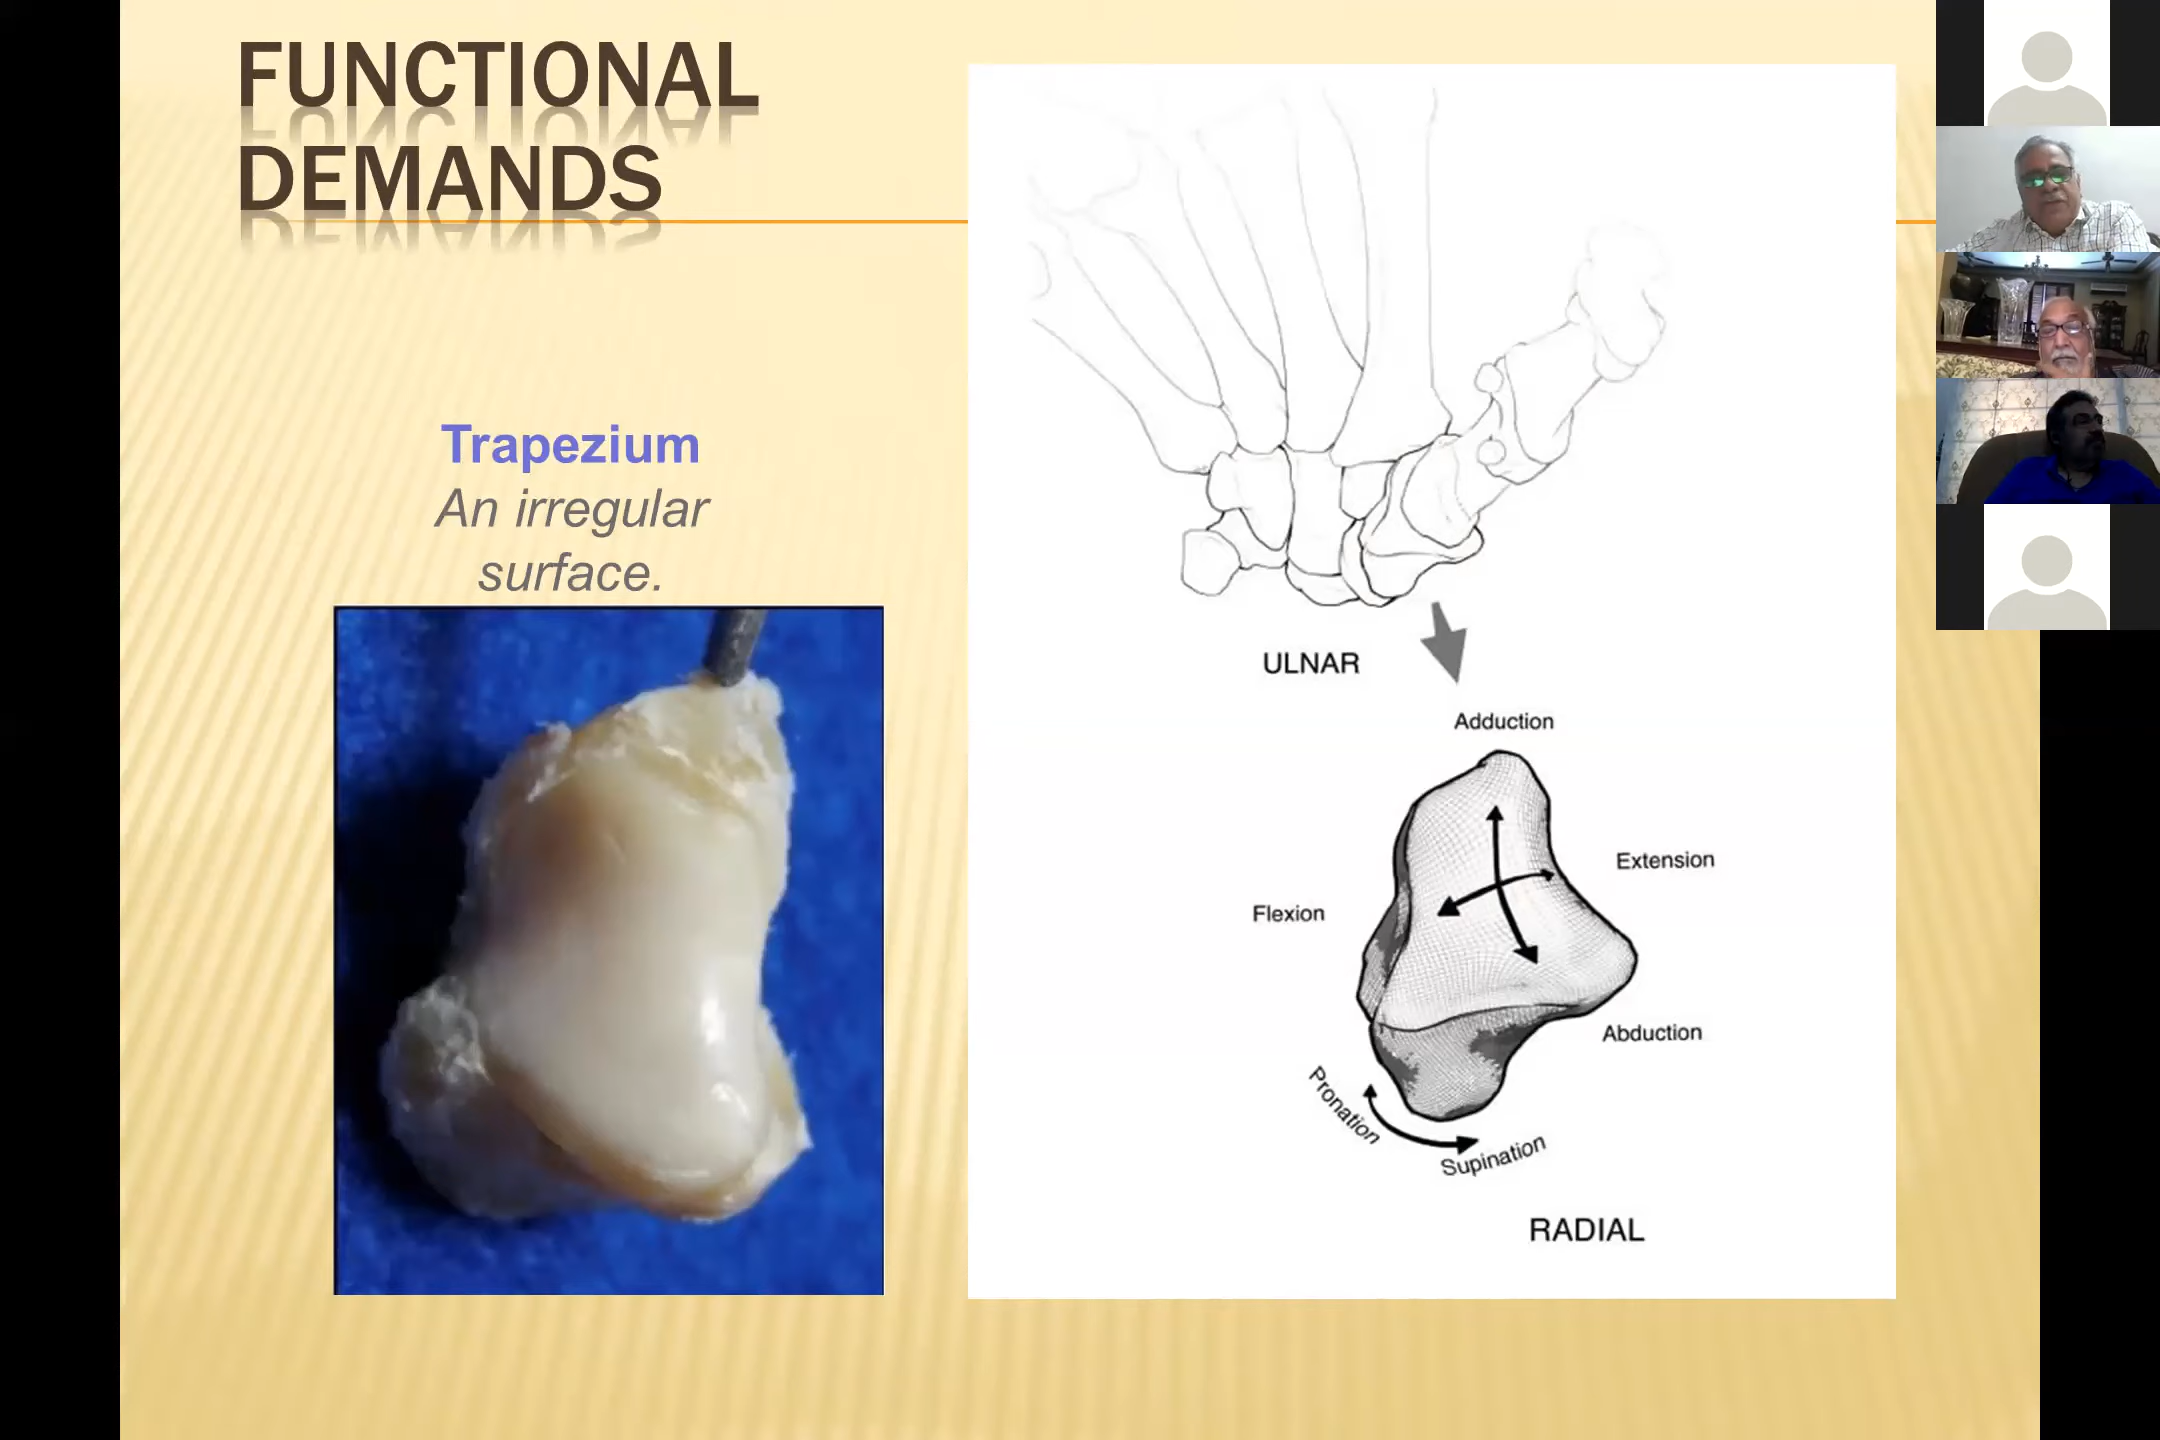 FUNCTIONAL
DEMANDS
Trapezium
An irregular
surface.
ULNAR
Adduction
Extension
Flexion
Abduction
Pronation
Supination
RADIAL